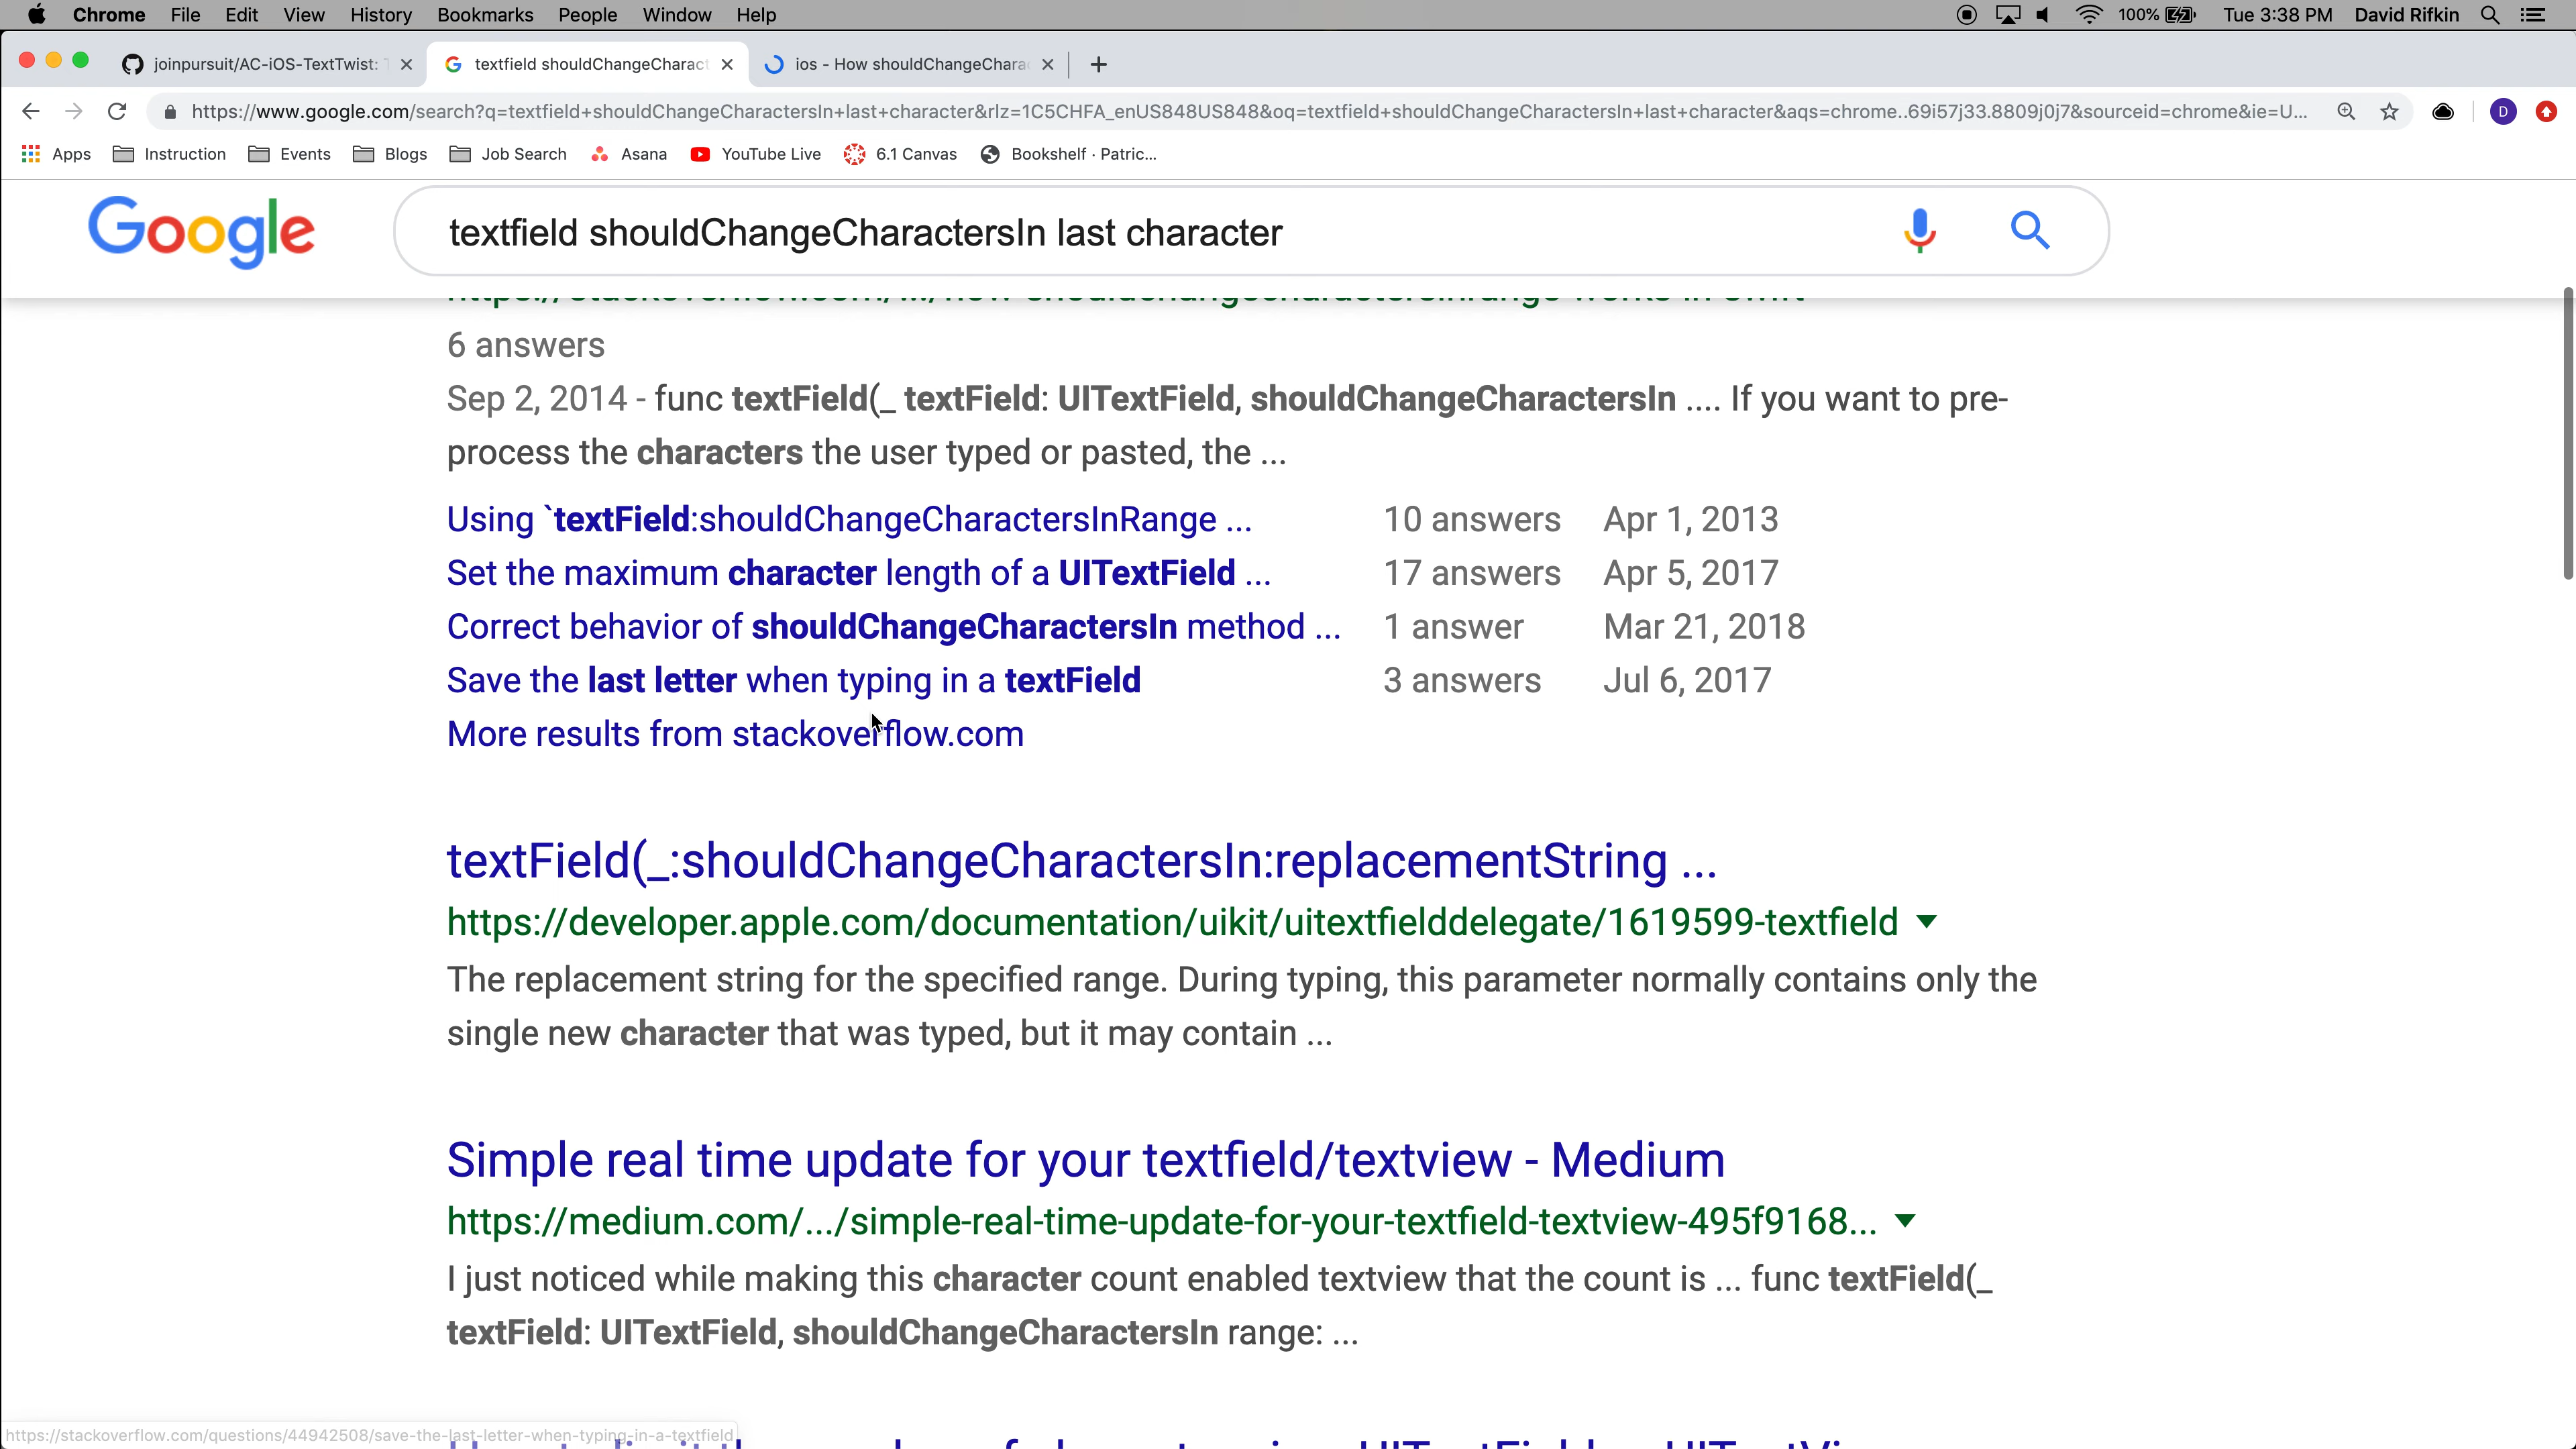 Chrome File Edit View History Bookmarks People Window Help 100% Tue 3:38 PM David Rifkin
joinpursuit/AC-iOS-TextTwist: textfield shouldChangeCharact ios - How shouldChangeChara
https://www.google.com/search?q=textfield+shouldChangeCharactersIn+last+character&rlz=1C5CHFA_enUS848US848&oq=textfield+shouldChangeCharactersIn+last+character&aqs=chrome..69i57j33.8809j0j7&sourceid=chrome&ie=U... D
Apps Instruction Events Blogs Job Search Asana YouTube Live 6.1 Canvas Bookshelf · Patric...
Google textfield shouldChangeCharactersIn last character
6 answers
Sep 2, 2014 - func textField(_ textField: UITextField, shouldChangeCharactersIn .... If you want to pre-
process the characters the user typed or pasted, the ...
Using `textField:shouldChangeCharactersInRange ... 10 answers Apr 1, 2013
Set the maximum character length of a UITextField ... 17 answers Apr 5, 2017
Correct behavior of shouldChangeCharactersIn method ... 1 answer Mar 21, 2018
Save the last letter when typing in a textField 3 answers Jul 6, 2017
More results from stackoverflow.com
textField(_:shouldChangeCharactersIn:replacementString ...
https://developer.apple.com/documentation/uikit/uitextfielddelegate/1619599-textfield
The replacement string for the specified range. During typing, this parameter normally contains only the
single new character that was typed, but it may contain ...
Simple real time update for your textfield/textview - Medium
https://medium.com/.../simple-real-time-update-for-your-textfield-textview-495f9168...
I just noticed while making this character count enabled textview that the count is ... func textField(_
textField: UITextField, shouldChangeCharactersIn range: ...
https://stackoverflow.com/questions/44942508/save-the-last-letter-when-typing-in-a-textfield